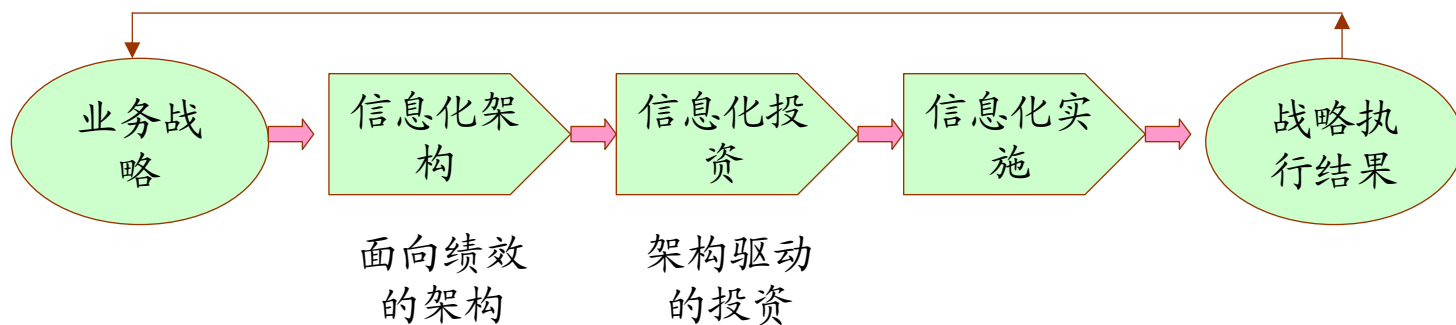 业务战
略
信息化架
构
信息化投
资
信息化实
施
战略执
行结果
面向绩效
的架构
架构驱动
的投资